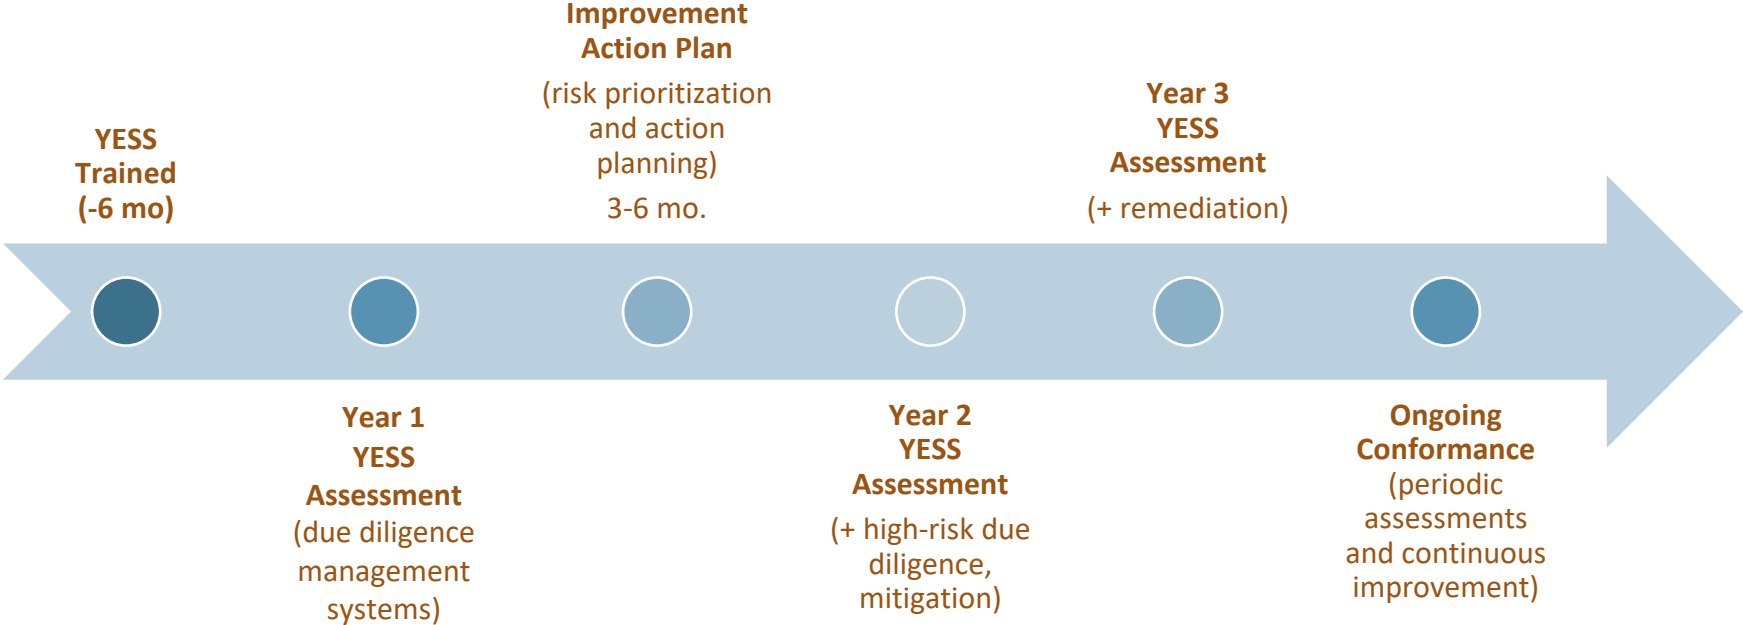 YESS
Trained
(-6 mo)
Year 1
YESS
Assessment
(due diligence
management
systems)
Improvement
Action Plan
(risk prioritization
and action
planning)
3-6 mo.
Year 2
YESS
Assessment
(+ high-risk due
diligence,
mitigation)
Year 3
YESS
Assessment
(+ remediation)
Ongoing
Conformance
(periodic
assessments
and continuous
improvement)